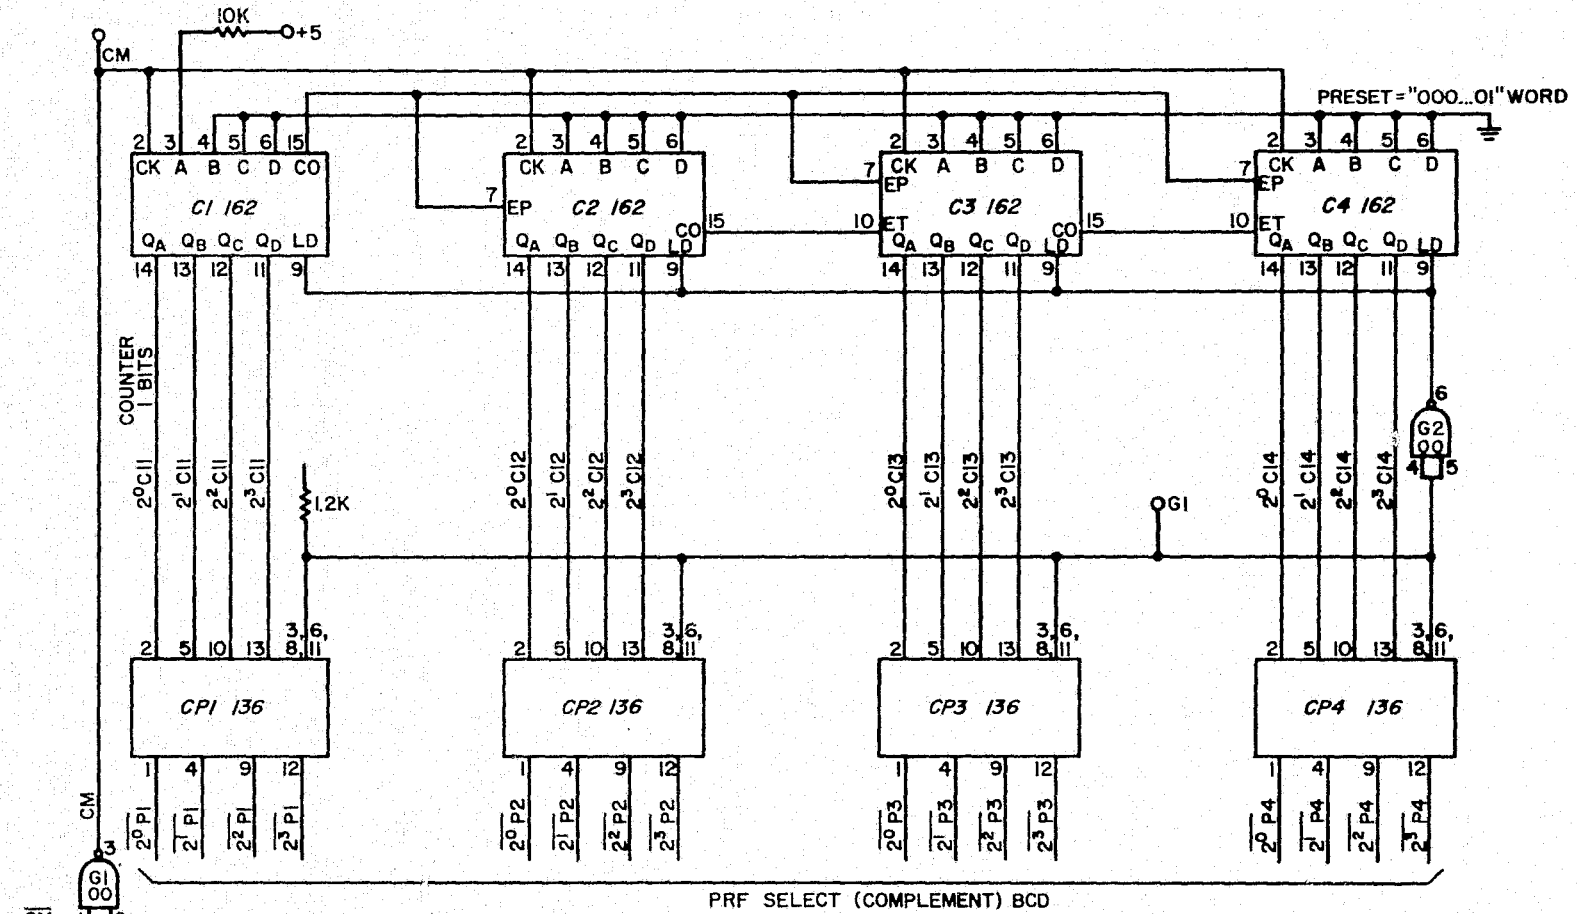 10K
+5
CM
PRESET="000...01" WORD
2 3 4 5 6 15
CK A B C D CO
C1 162
QA QB QC QD LD
14 13 12 11 9
2 3 4 5 6
CK A B C D
7 EP
C2 162
CO 15
QA QB QC QD LD
14 13 12 11 9
2 3 4 5 6
CK A B C D
7 EP
C3 162
10 ET
CO 15
QA QB QC QD LD
14 13 12 11 9
2 3 4 5 6
CK A B C D
7 EP
C4 162
10 ET
QA QB QC QD LD
14 13 12 11 9
COUNTER
1 BITS
6
G2
00
4 5
2⁰C11 2¹C11 2²C11 2³C11
1.2K
2⁰C12 2¹C12 2²C12 2³C12
2⁰C13 2¹C13 2²C13 2³C13
G1
2⁰C14 2¹C14 2²C14 2³C14
2 5 10 13 3,6,
8,11
CP1 136
1 4 9 12
2 5 10 13 3,6,
8,11
CP2 136
1 4 9 12
2 5 10 13 3,6,
8,11
CP3 136
1 4 9 12
2 5 10 13 3,6,
8,11
CP4 136
1 4 9 12
CM
2⁰P1 2¹P1 2²P1 2³P1
2⁰P2 2¹P2 2²P2 2³P2
2⁰P3 2¹P3 2²P3 2³P3
2⁰P4 2¹P4 2²P4 2³P4
3
G1
00
PRF SELECT (COMPLEMENT) BCD